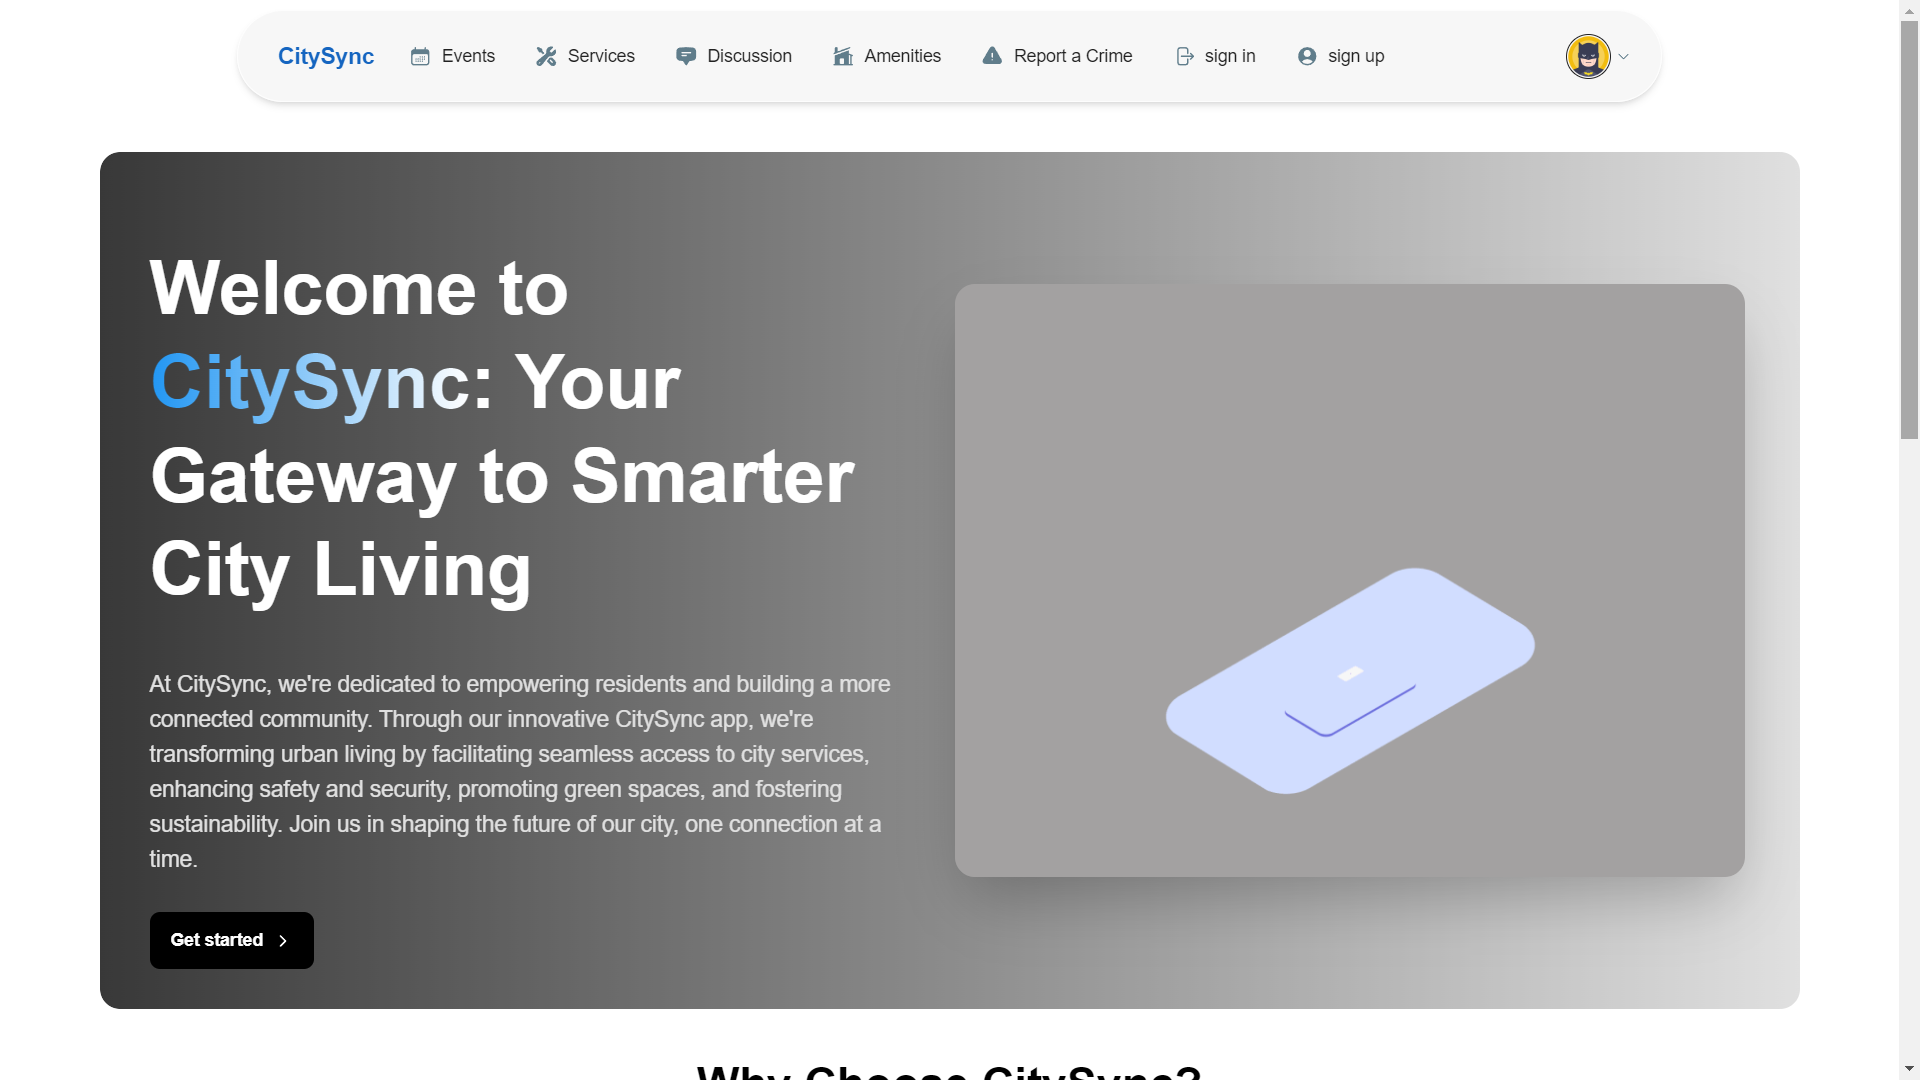 CitySync Events Services Discussion Amenities Report a Crime sign in sign up
Welcome to
CitySync: Your
Gateway to Smarter
City Living
At CitySync, we're dedicated to empowering residents and building a more
connected community. Through our innovative CitySync app, we're
transforming urban living by facilitating seamless access to city services,
enhancing safety and security, promoting green spaces, and fostering
sustainability. Join us in shaping the future of our city, one connection at a
time.
Get started
Why Choose CitySync?